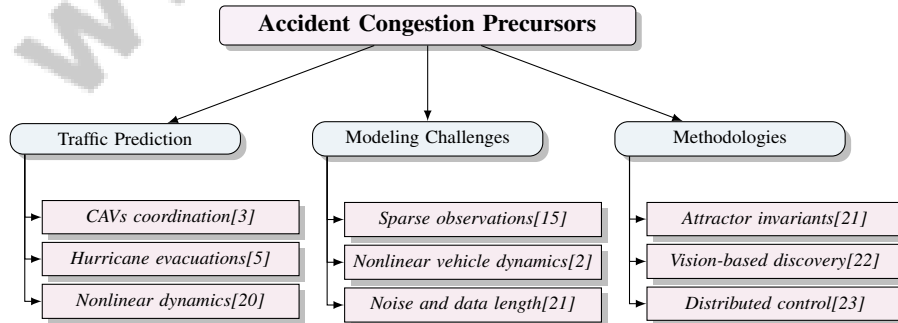 Accident Congestion Precursors
Traffic Prediction
Modeling Challenges
Methodologies
CAVs coordination[3]
Sparse observations[15]
Attractor invariants[21]
Hurricane evacuations[5]
Nonlinear vehicle dynamics[2]
Vision-based discovery[22]
Nonlinear dynamics[20]
Noise and data length[21]
Distributed control[23]